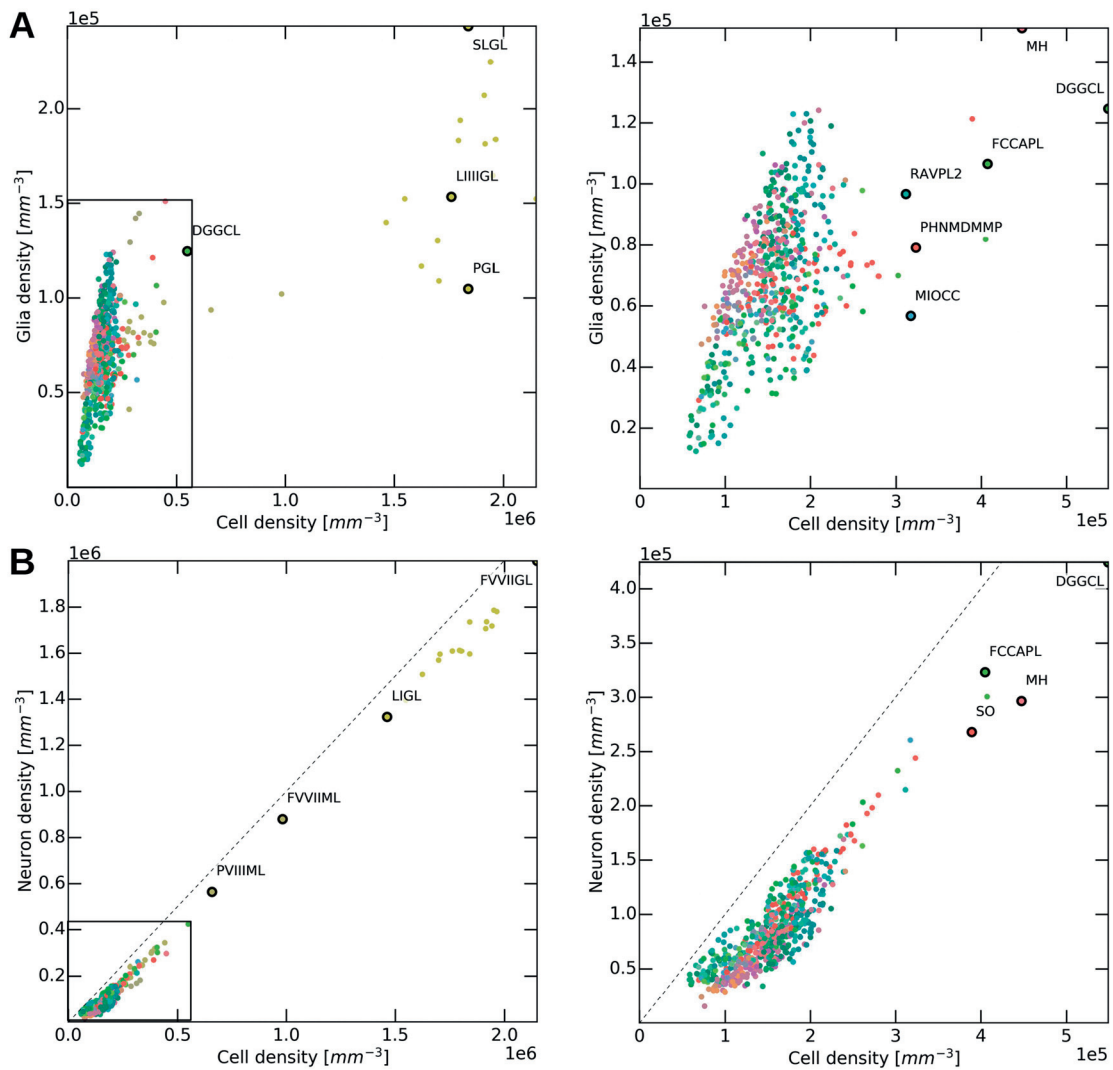 A
1e5
SLGL
2.0
LIIIIGL
1.5
DGGCL
PGL
1.0
0.5
Glia density [mm⁻³]
0.0 0.5 1.0 1.5 2.0
Cell density [mm⁻³]
1e6
1e5
1.4
MH
DGGCL
1.2
FCCAPL
1.0
RAVPL2
0.8
PHNMDMMP
0.6
MIOCC
0.4
0.2
Glia density [mm⁻³]
0 1 2 3 4 5
Cell density [mm⁻³]
1e5
B
1e6
FVVIIGL
1.8
1.6
1.4
LIGL
1.2
1.0
FVVIIML
0.8
PVIIIML
0.6
0.4
0.2
Neuron density [mm⁻³]
0.0 0.5 1.0 1.5 2.0
Cell density [mm⁻³]
1e6
1e5
4.0
DGGCL
3.5
FCCAPL
MH
3.0
SO
2.5
2.0
1.5
1.0
0.5
Neuron density [mm⁻³]
0 1 2 3 4 5
Cell density [mm⁻³]
1e5